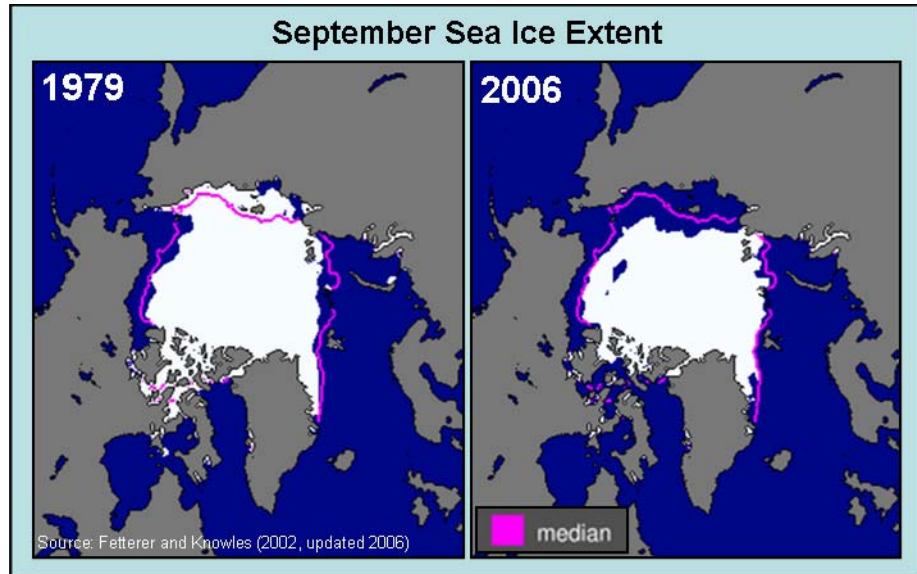 September Sea Ice Extent
1979
2006
Source: Fetterer and Knowles (2002, updated 2006)
median